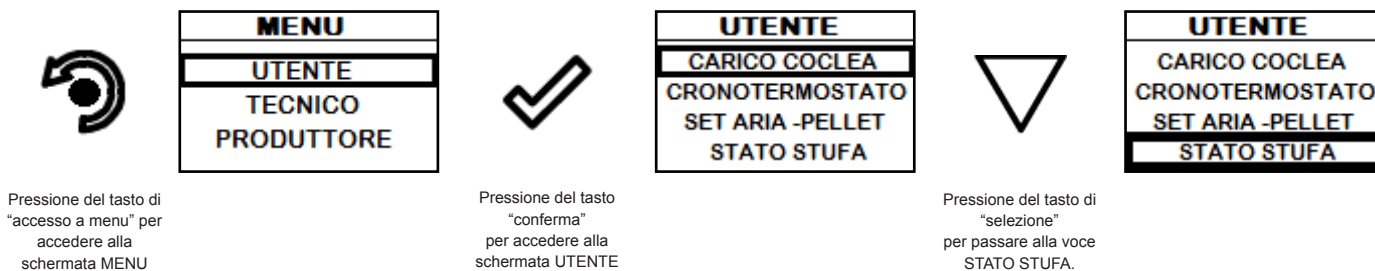 MENU
UTENTE
TECNICO
PRODUTTORE
UTENTE
CARICO COCLEA
CRONOTERMOSTATO
SET ARIA -PELLET
STATO STUFA
UTENTE
CARICO COCLEA
CRONOTERMOSTATO
SET ARIA -PELLET
STATO STUFA
Pressione del tasto di
“accesso a menu” per
accedere alla
schermata MENU
Pressione del tasto
“conferma”
per accedere alla
schermata UTENTE
Pressione del tasto di
“selezione”
per passare alla voce
STATO STUFA.